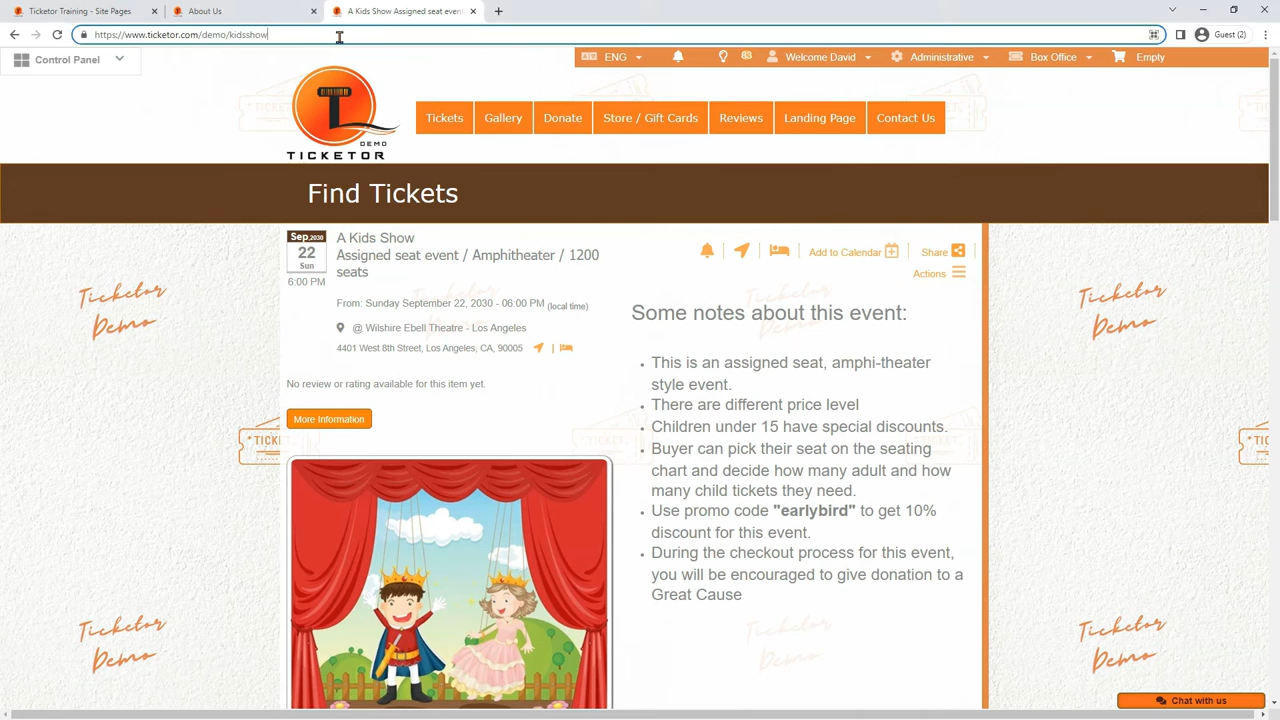 Ticketor Training - Site Pages
About Us
A Kids Show Assigned seat even
https://www.ticketor.com/demo/kidsshow
Guest (2)
Control Panel
ENG
Welcome David
Administrative
Box Office
Empty
DEMO
TICKETOR
Tickets
Gallery
Donate
Store / Gift Cards
Reviews
Landing Page
Contact Us
Find Tickets
Sep,2030
22
Sun
6:00 PM
A Kids Show
Assigned seat event / Amphitheater / 1200
seats
From: Sunday September 22, 2030 - 06:00 PM (local time)
@ Wilshire Ebell Theatre - Los Angeles
4401 West 8th Street, Los Angeles, CA, 90005
No review or rating available for this item yet.
More Information
Add to Calendar
Share
Actions
Some notes about this event:
• This is an assigned seat, amphi-theater
style event.
• There are different price level
• Children under 15 have special discounts.
• Buyer can pick their seat on the seating
chart and decide how many adult and how
many child tickets they need.
• Use promo code "earlybird" to get 10%
discount for this event.
• During the checkout process for this event,
you will be encouraged to give donation to a
Great Cause
Ticketor
Demo
Ticketor
Demo
Ticketor
Demo
Ticketor
Demo
Chat with us